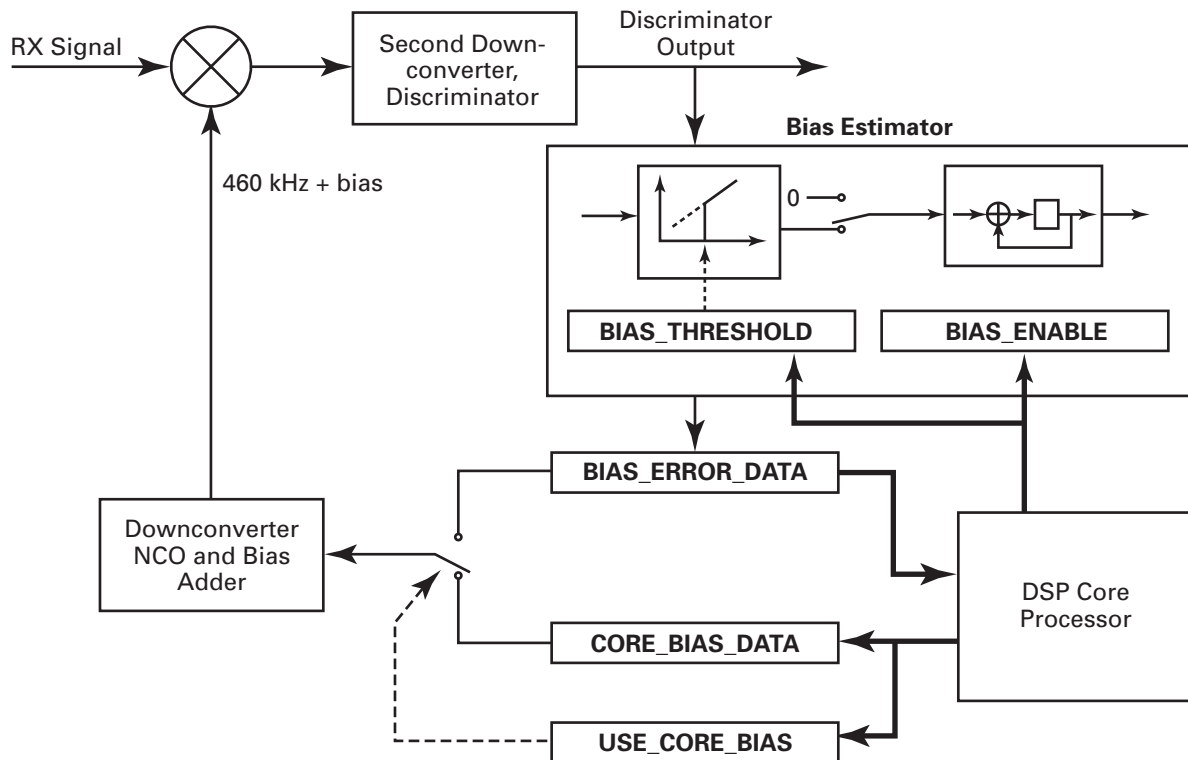 RX Signal
Second Down-
converter,
Discriminator
Discriminator
Output
Bias Estimator
460 kHz + bias
0
BIAS_THRESHOLD
BIAS_ENABLE
BIAS_ERROR_DATA
Downconverter
NCO and Bias
Adder
DSP Core
Processor
CORE_BIAS_DATA
USE_CORE_BIAS